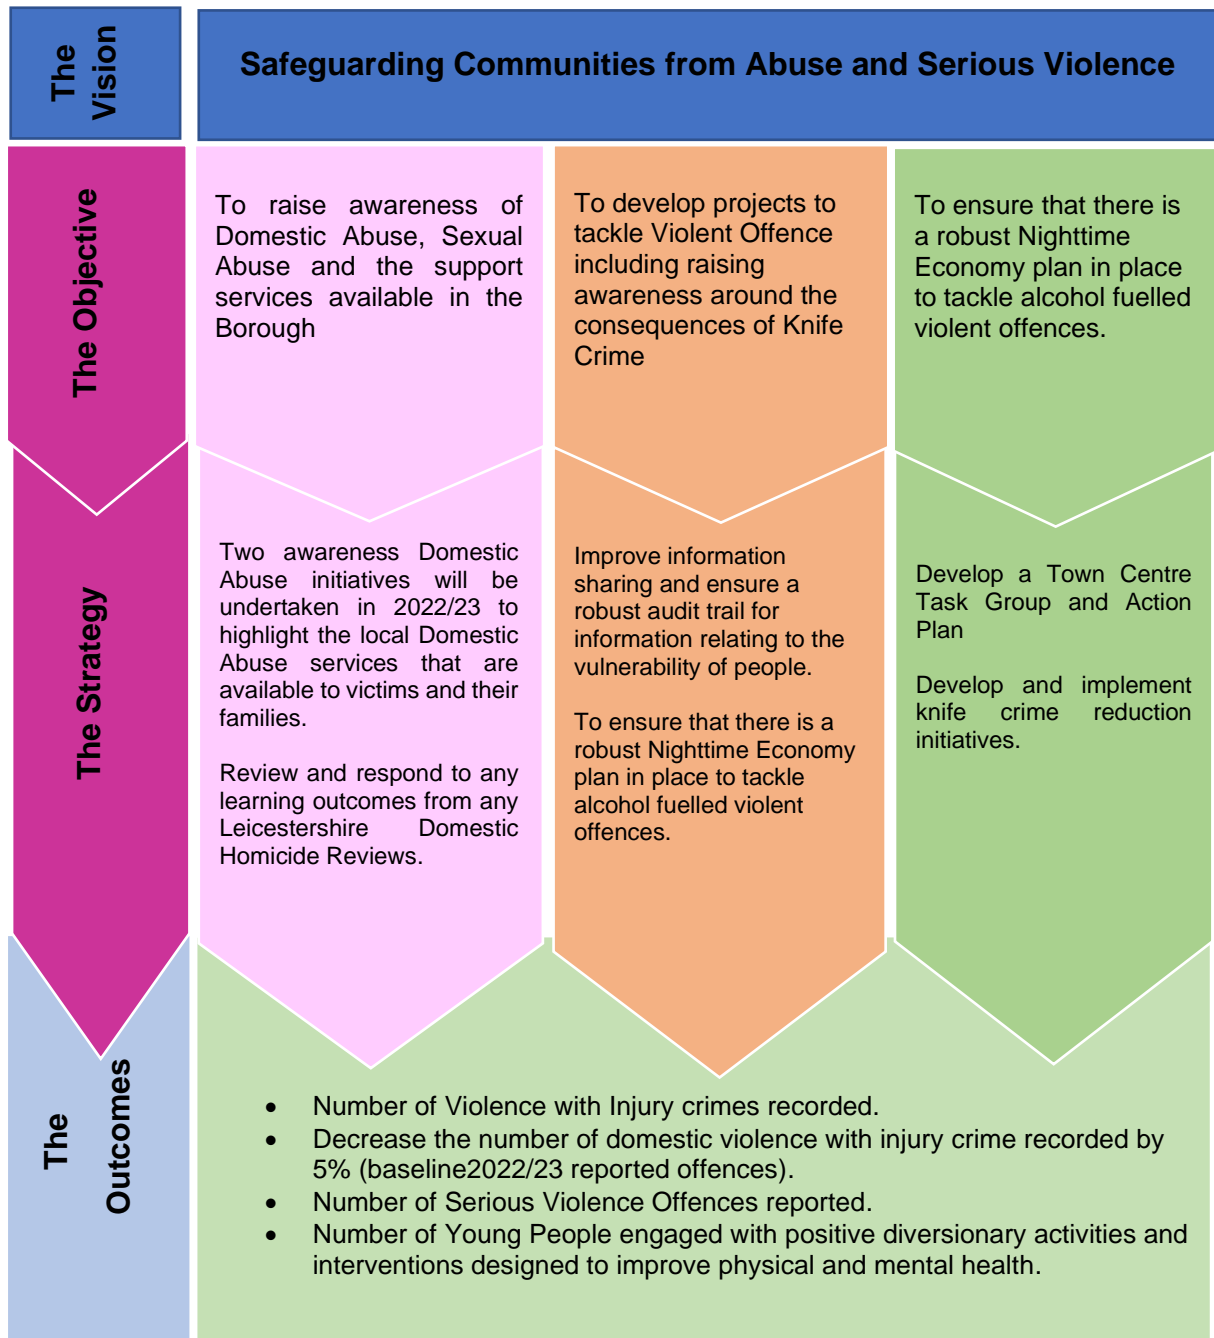 The
Vision
Safeguarding Communities from Abuse and Serious Violence
The Objective
To raise awareness of
Domestic Abuse, Sexual
Abuse and the support
services available in the
Borough
To develop projects to
tackle Violent Offence
including raising
awareness around the
consequences of Knife
Crime
To ensure that there is
a robust Nighttime
Economy plan in place
to tackle alcohol fuelled
violent offences.
The Strategy
Two awareness Domestic
Abuse initiatives will be
undertaken in 2022/23 to
highlight the local Domestic
Abuse services that are
available to victims and their
families.
Review and respond to any
learning outcomes from any
Leicestershire Domestic
Homicide Reviews.
Improve information
sharing and ensure a
robust audit trail for
information relating to the
vulnerability of people.
To ensure that there is a
robust Nighttime Economy
plan in place to tackle
alcohol fuelled violent
offences.
Develop a Town Centre
Task Group and Action
Plan
Develop and implement
knife crime reduction
initiatives.
The
Outcomes
• Number of Violence with Injury crimes recorded.
• Decrease the number of domestic violence with injury crime recorded by
5% (baseline2022/23 reported offences).
• Number of Serious Violence Offences reported.
• Number of Young People engaged with positive diversionary activities and
interventions designed to improve physical and mental health.